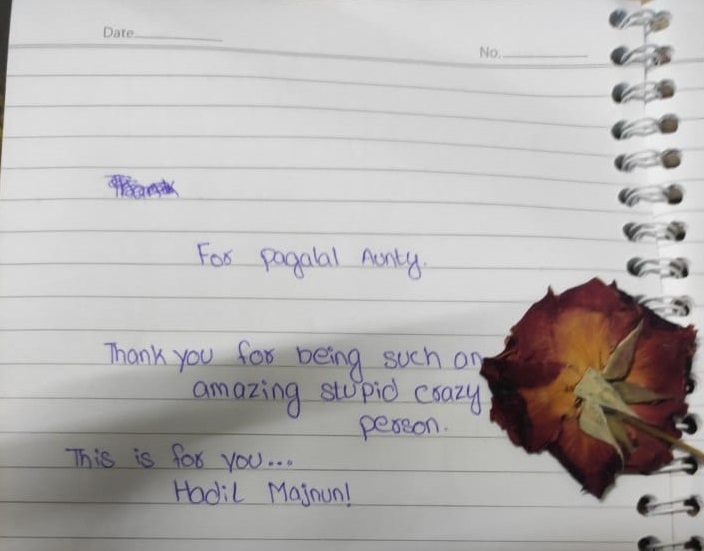 Date
No.
For pagalal Aunty.
Thank you for being such an
amazing stupid crazy
person.
This is for you...
Hadil Majnun!